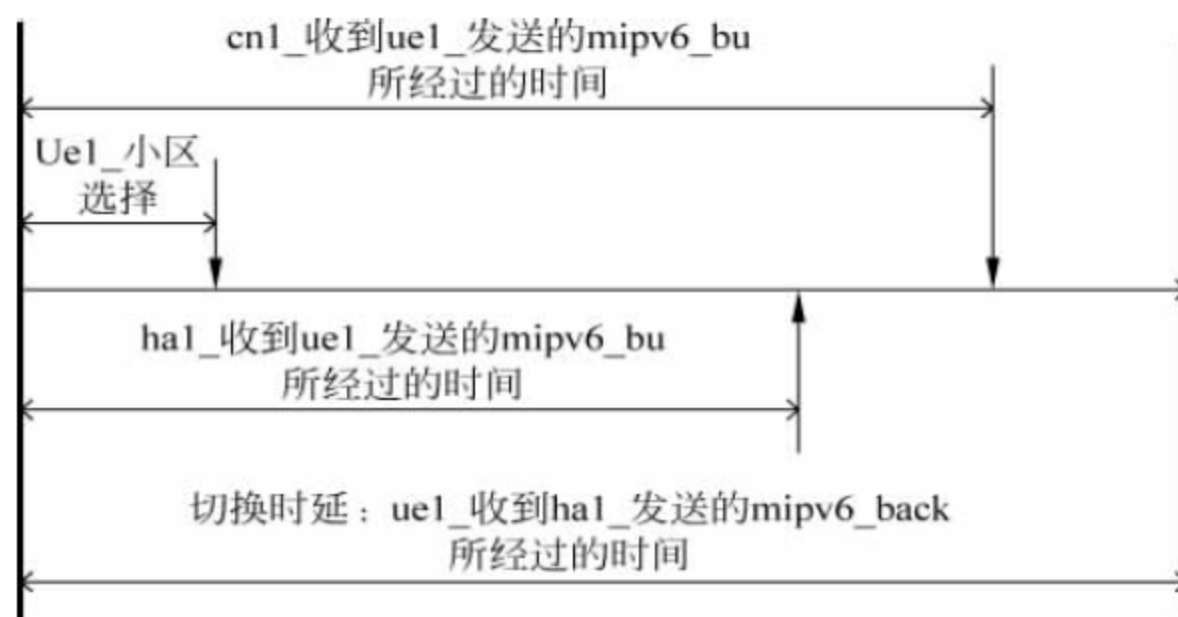 cn1_收到ue1_发送的mipv6_bu
所经过的时间
Ue1_小区
选择
ha1_收到ue1_发送的mipv6_bu
所经过的时间
切换时延：ue1_收到ha1_发送的mipv6_back
所经过的时间